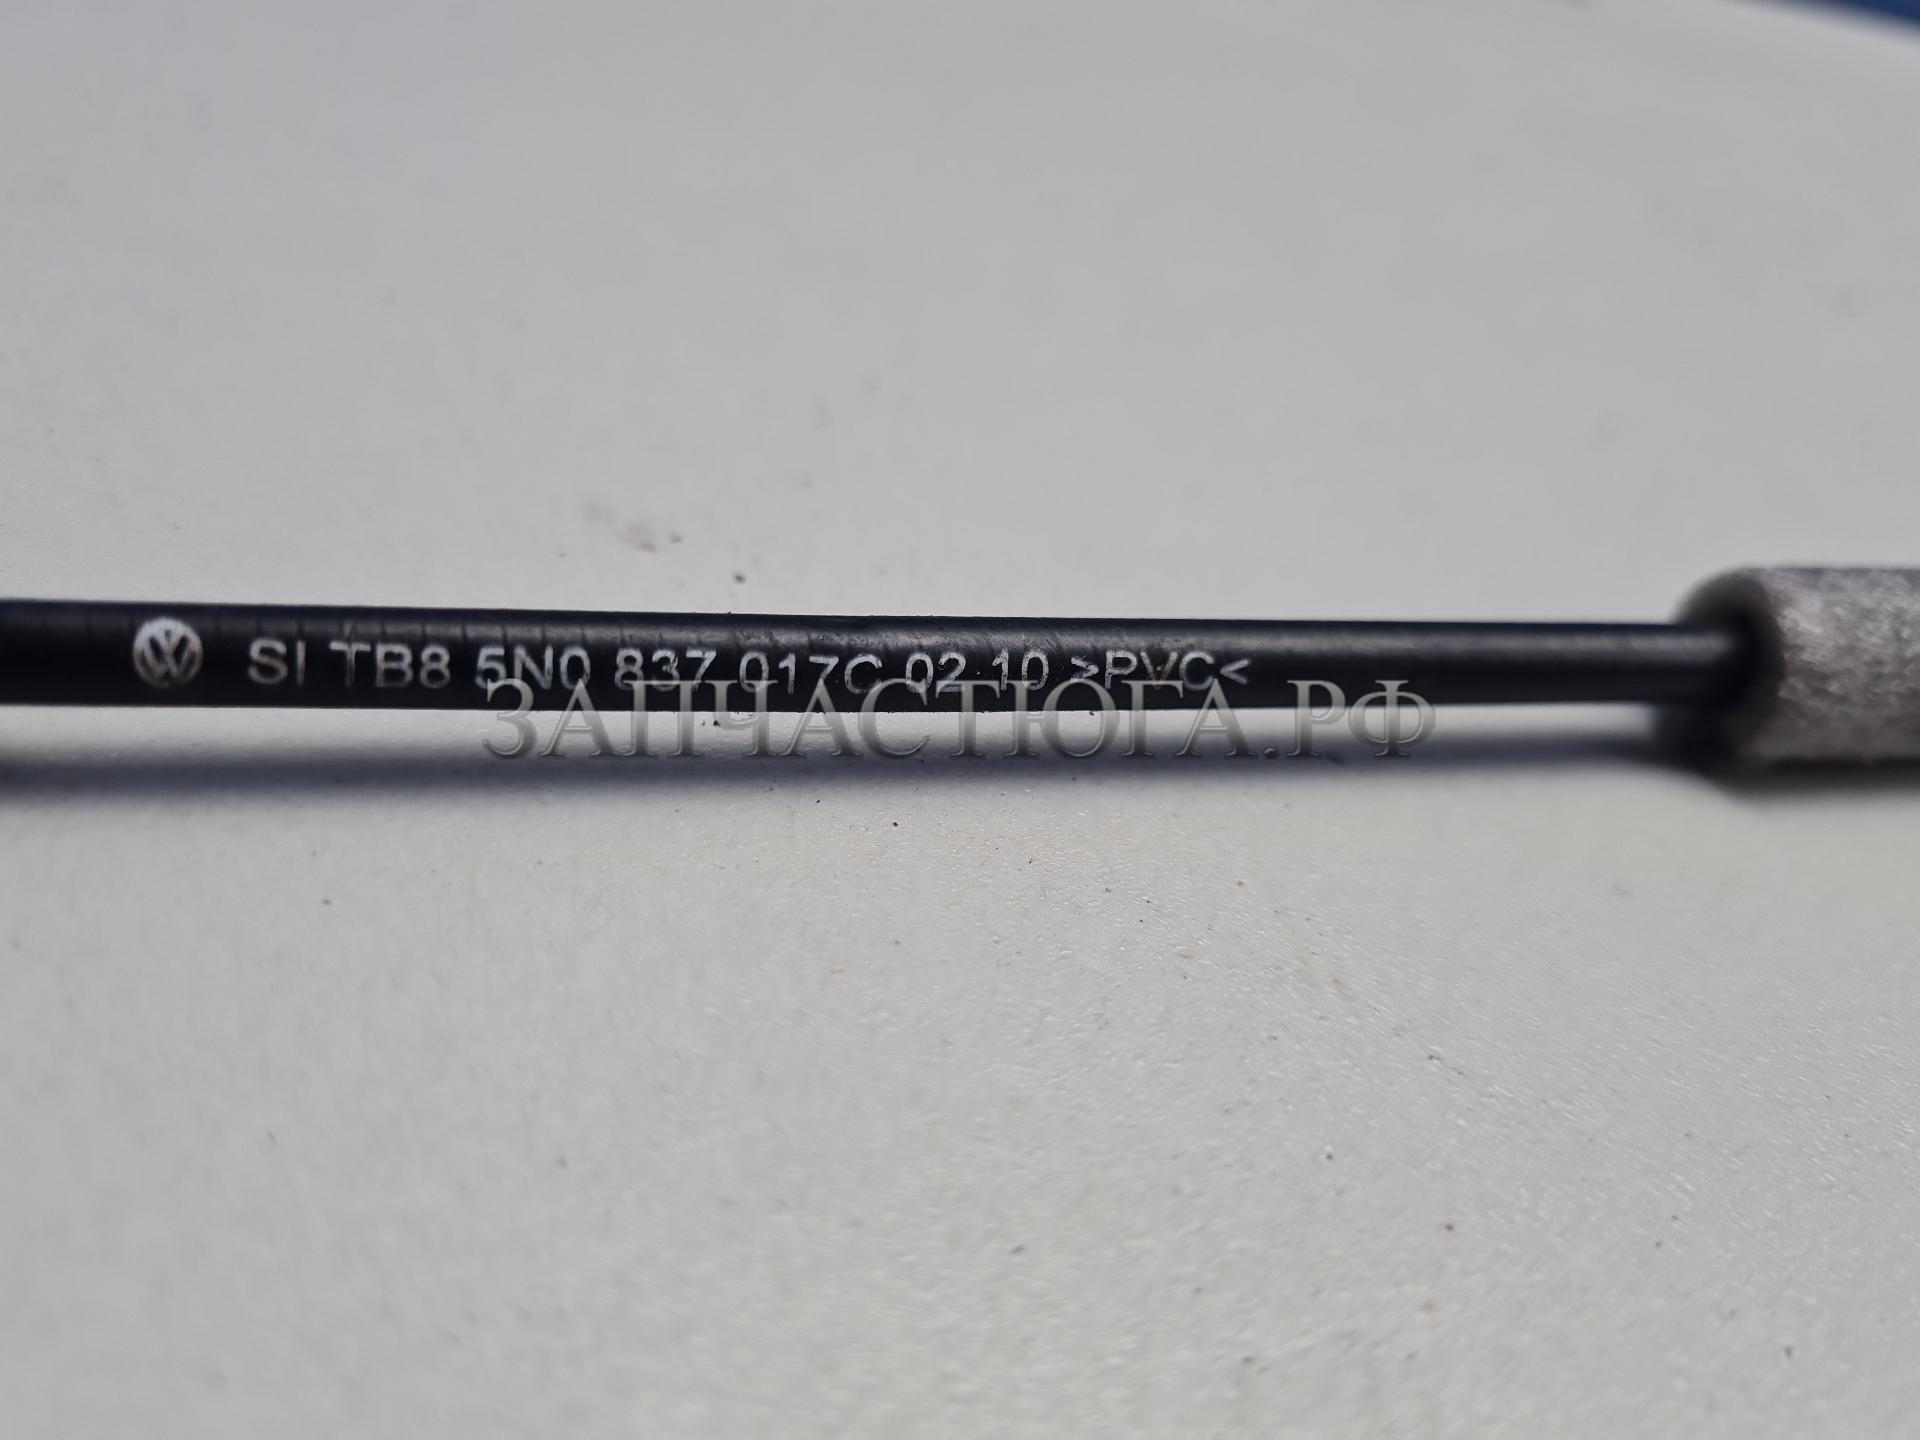 SI TB8 5N0 837 017C 02 10 >PVC<
ЗАПЧАСТЮГА.РФ